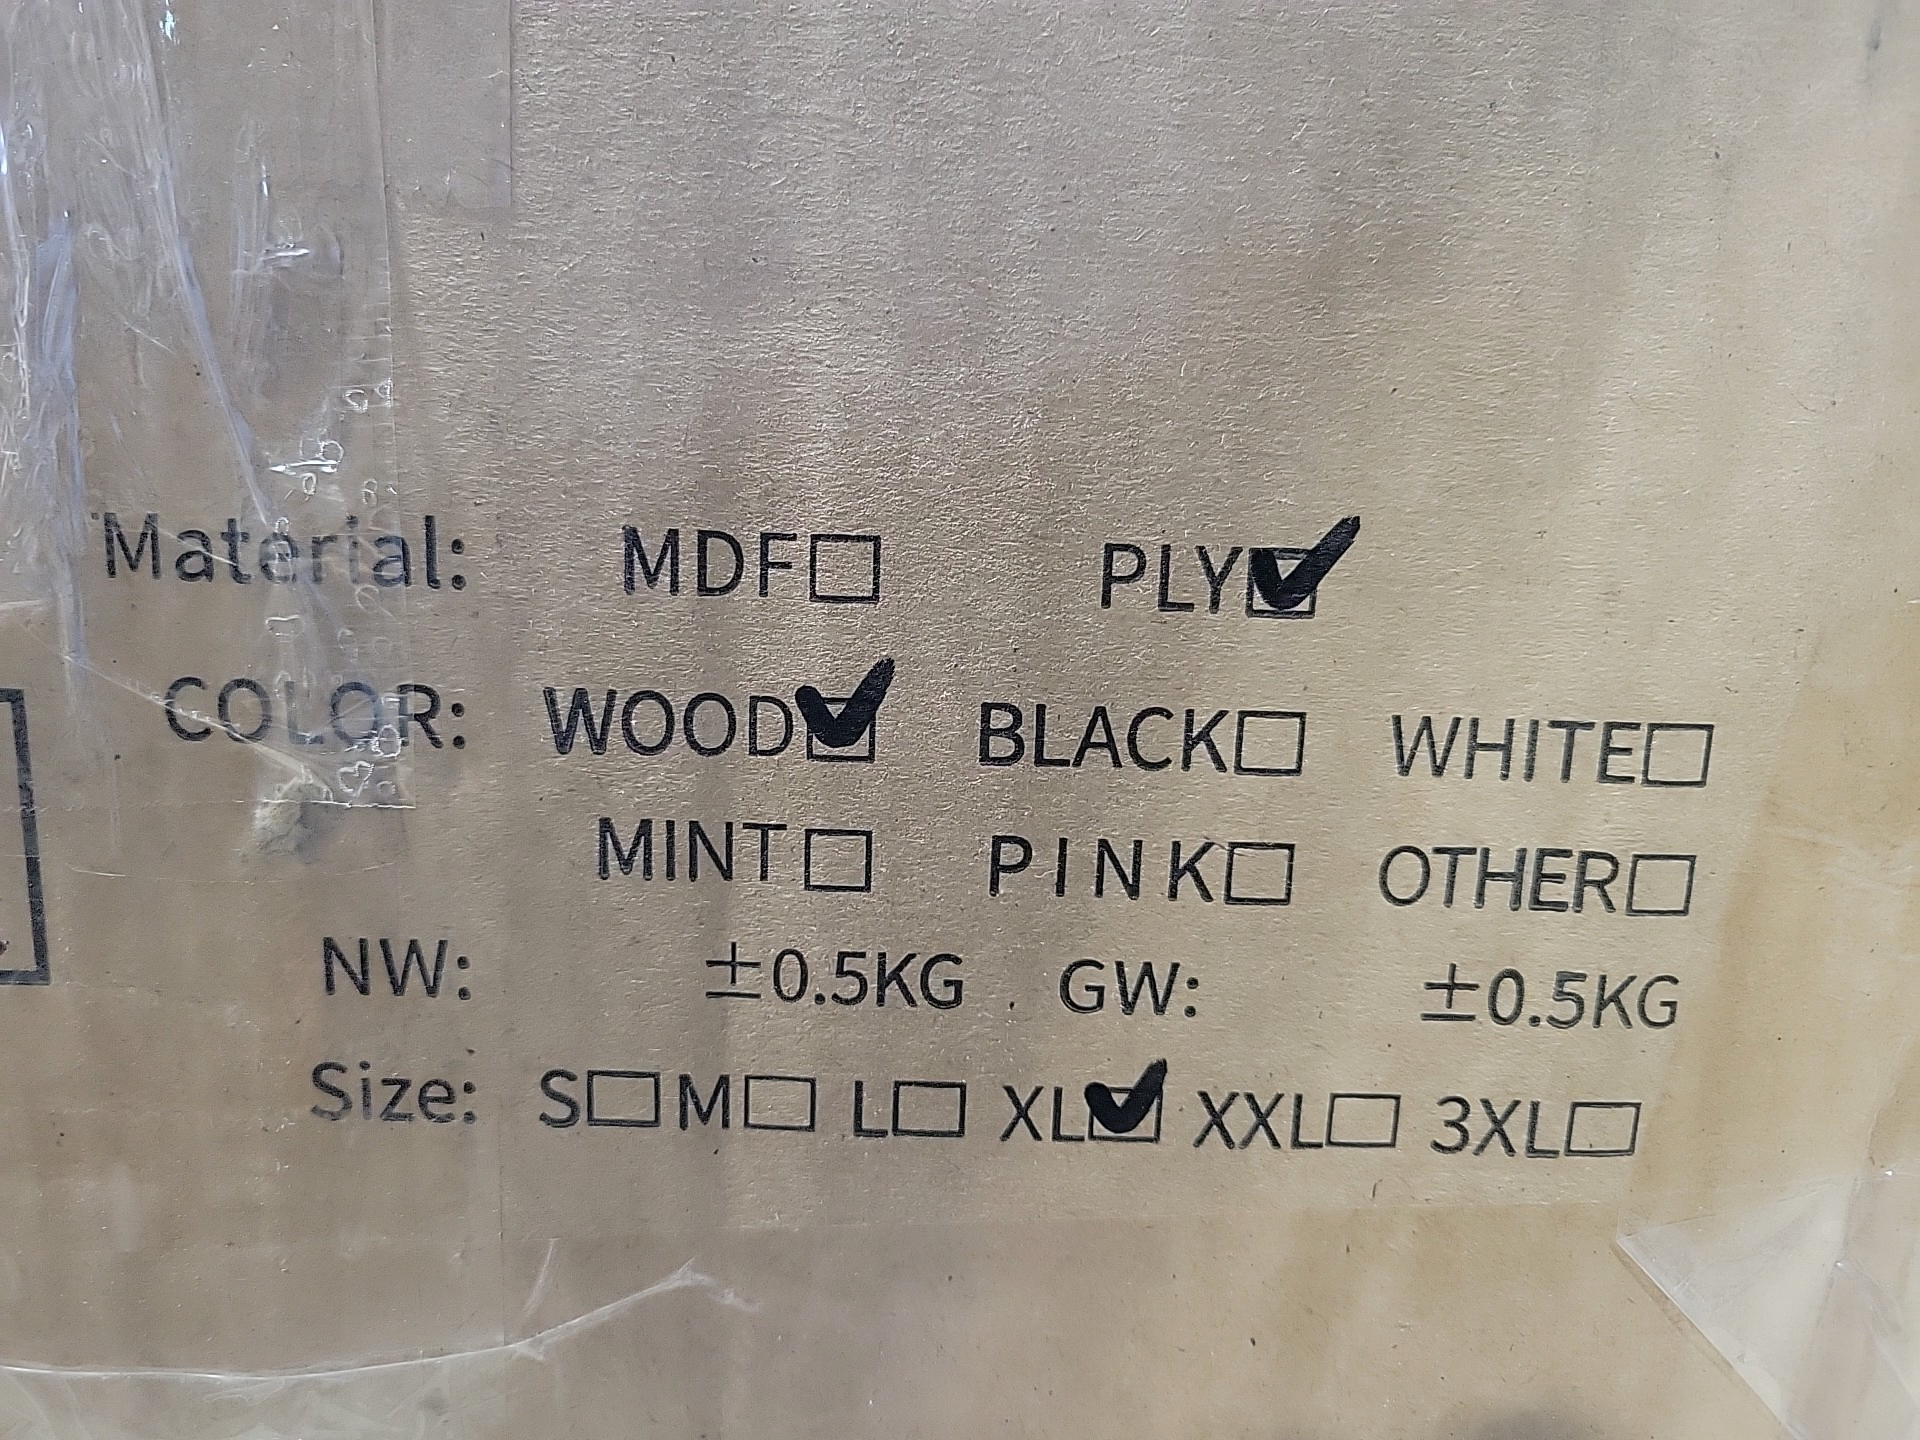 Material: MDF☐ PLY☑
COLOR: WOOD☑ BLACK☐ WHITE☐
MINT☐ PINK☐ OTHER☐
NW: ±0.5KG GW: ±0.5KG
Size: S☐ M☐ L☐ XL☑ XXL☐ 3XL☐